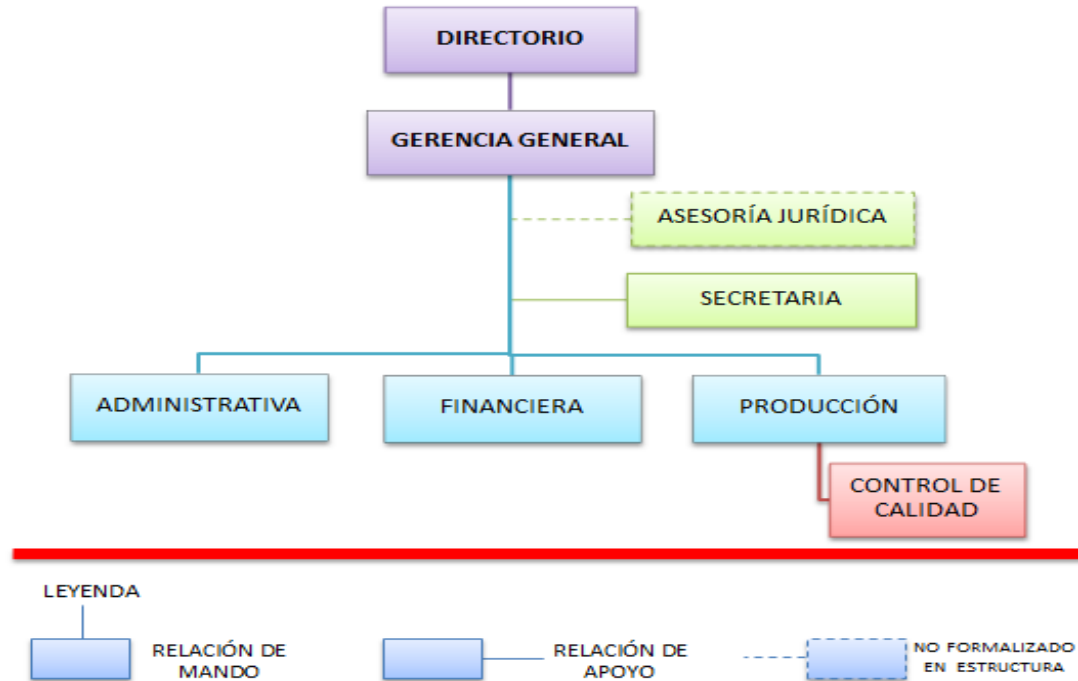 DIRECTORIO
GERENCIA GENERAL
ASESORÍA JURÍDICA
SECRETARIA
ADMINISTRATIVA
FINANCIERA
PRODUCCIÓN
CONTROL DE
CALIDAD
LEYENDA
RELACIÓN DE
MANDO
RELACIÓN DE
APOYO
NO FORMALIZADO
EN ESTRUCTURA